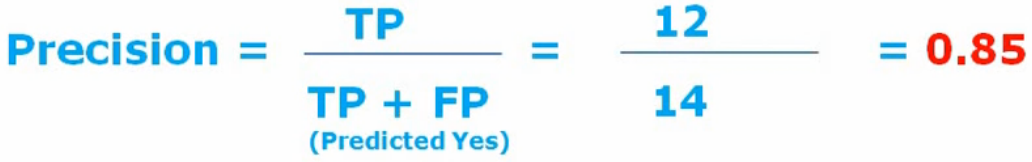 Precision = TP / TP + FP = 12 / 14 = 0.85
(Predicted Yes)